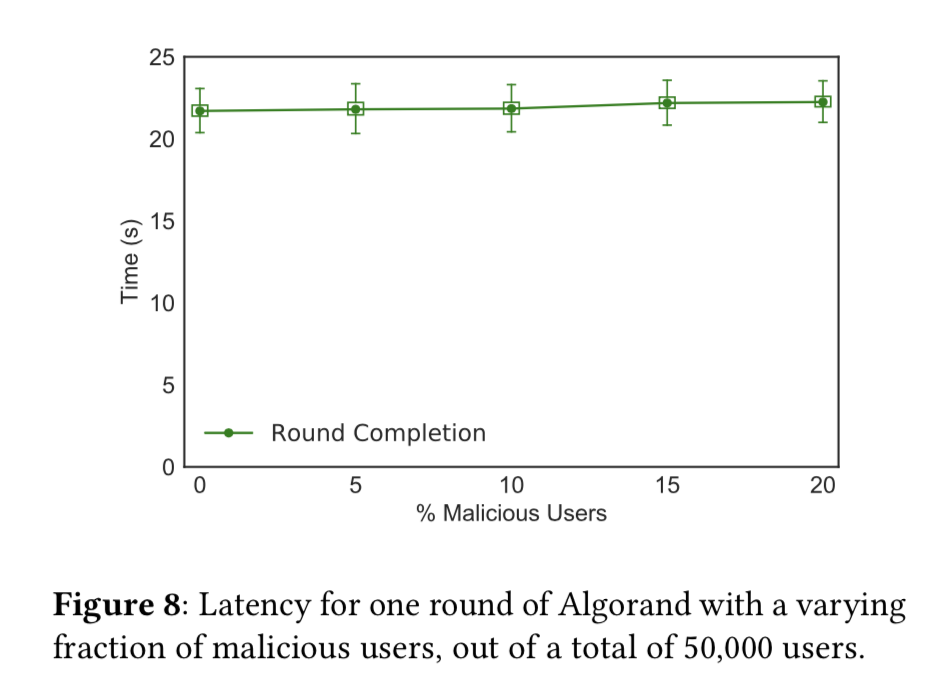 25
20
15
10
5
0
Time (s)
Round Completion
0 5 10 15 20
% Malicious Users
Figure 8: Latency for one round of Algorand with a varying
fraction of malicious users, out of a total of 50,000 users.